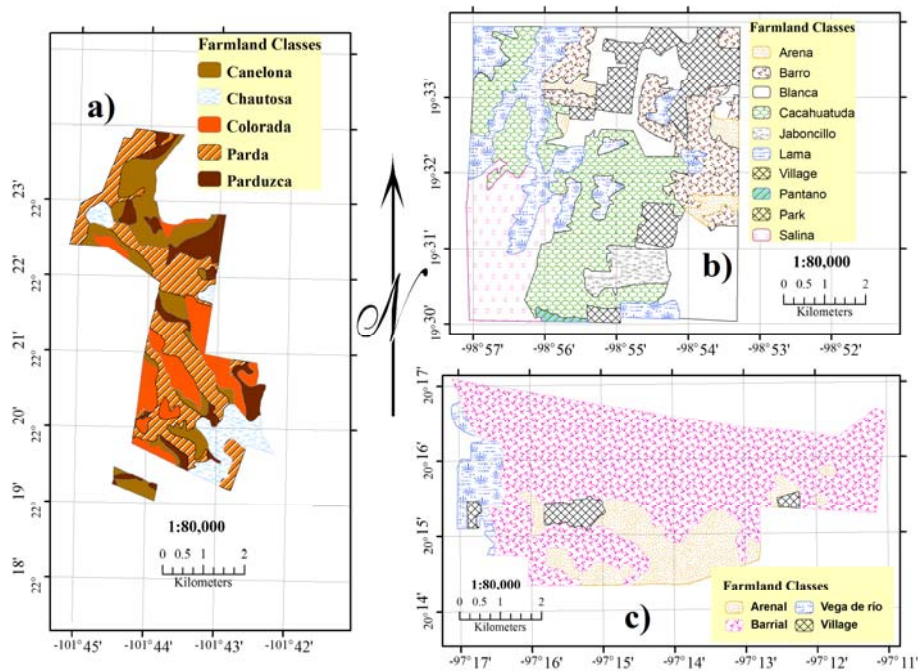 a)
Farmland Classes
Canelona
Chautosa
Colorada
Parda
Parduzca
22° 23'
22° 22'
22° 21'
22° 20'
22° 19'
22° 18'
1:80,000
0 0.5 1 2
Kilometers
-101°45' -101°44' -101°43' -101°42' -101°41'
N
b)
Farmland Classes
Arena
Barro
Blanca
Cacahuatuda
Jaboncillo
Lama
Village
Pantano
Park
Salina
19° 33'
19° 32'
19° 31'
19° 30'
1:80,000
0 0.5 1 2
Kilometers
-98°57' -98°56' -98°55' -98°54' -98°53' -98°52'
c)
20° 17'
20° 16'
20° 15'
20° 14'
1:80,000
0 0.5 1 2
Kilometers
Farmland Classes
Arenal Vega de río
Barrial Village
-97°17' -97°16' -97°15' -97°14' -97°13' -97°12' -97°11'